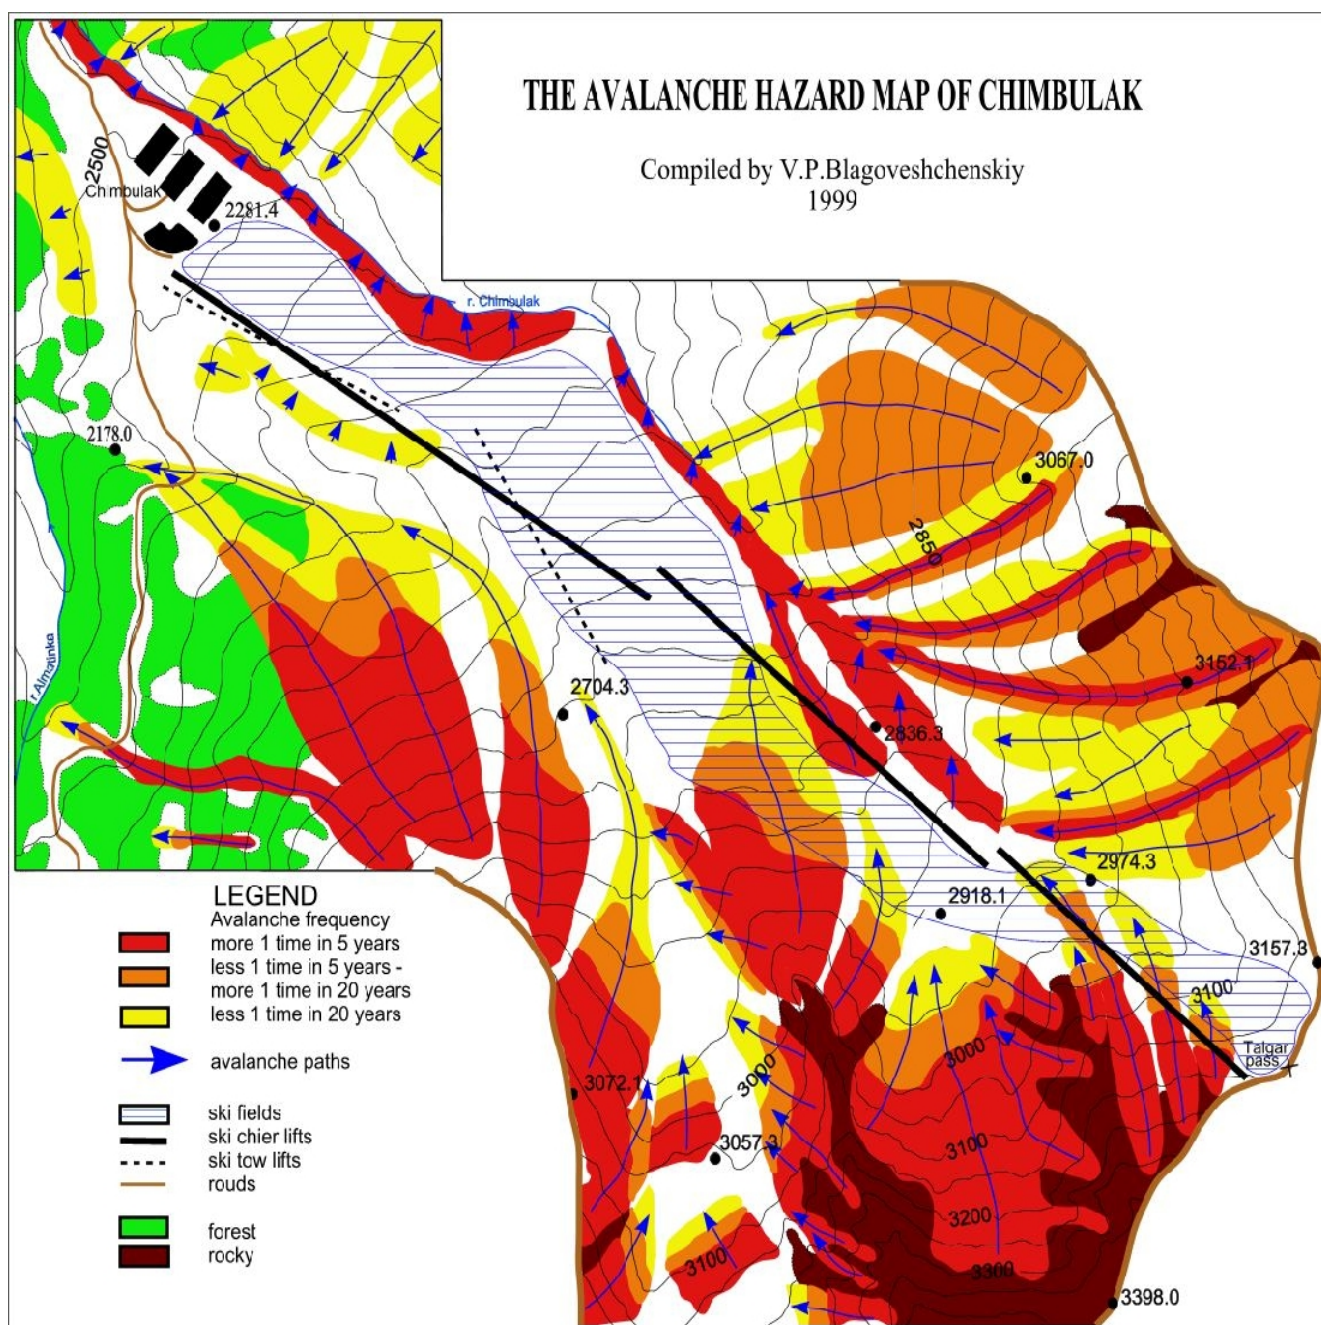 THE AVALANCHE HAZARD MAP OF CHIMBULAK
Compiled by V.P.Blagoveshchenskiy
1999
2500
Chimbulak
2281.4
r. Chimbulak
2178.0
3067.0
2850
r.Almatinka
2704.3
3152.1
2836.3
2974.3
2918.1
3157.3
3100
Talgar
pass
3000
3000
3072.1
3057.3
3100
3200
3100
3300
3398.0
LEGEND
Avalanche frequency
more 1 time in 5 years
less 1 time in 5 years -
more 1 time in 20 years
less 1 time in 20 years
avalanche paths
ski fields
ski chier lifts
ski tow lifts
rouds
forest
rocky